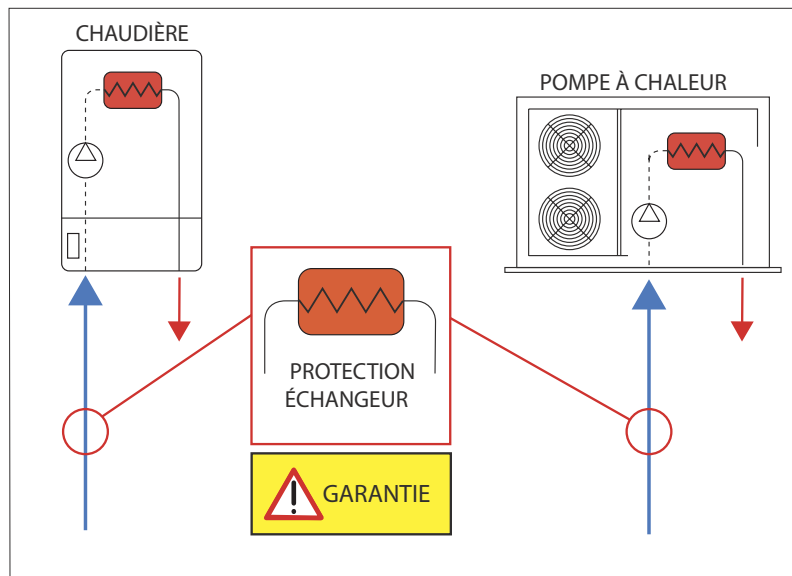 CHAUDIÈRE
POMPE À CHALEUR
PROTECTION
ÉCHANGEUR
GARANTIE